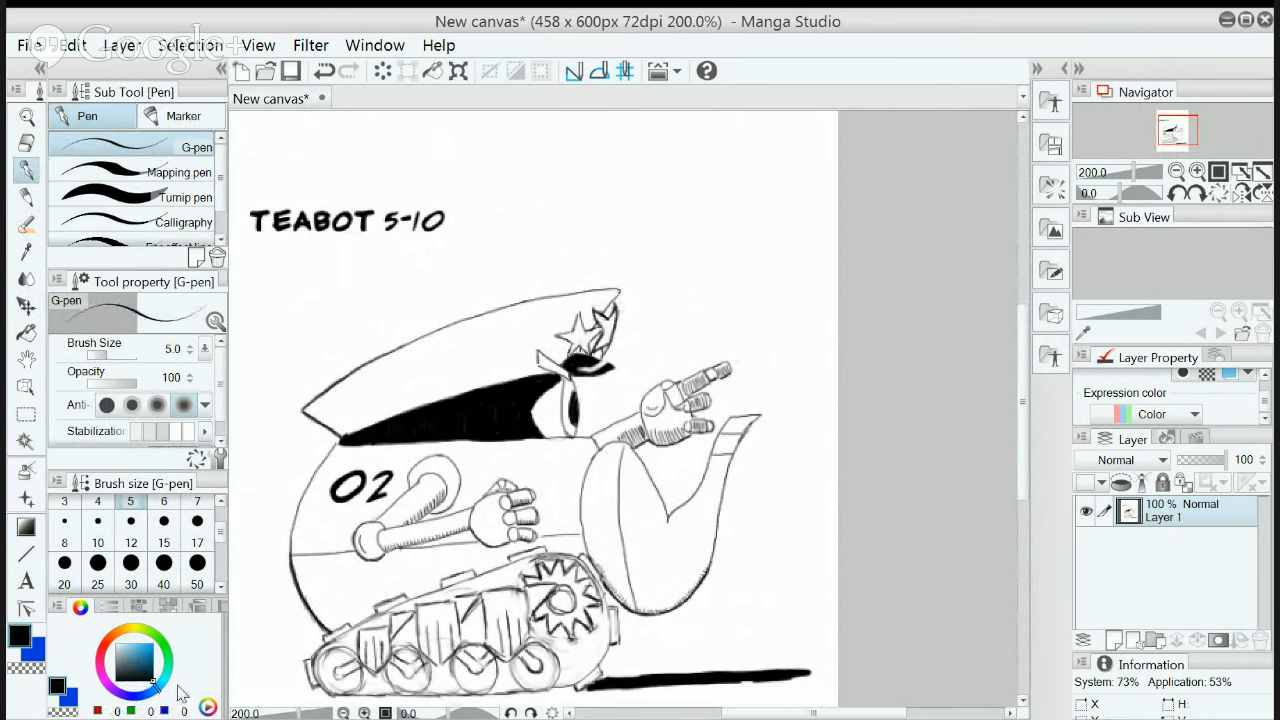 New canvas* (458 x 600px 72dpi 200.0%) - Manga Studio
Google+
File Edit Layer Selection View Filter Window Help
Sub Tool [Pen]
Pen Marker
G-pen
Mapping pen
Turnip pen
Calligraphy
Tool property [G-pen]
G-pen
Brush Size 5.0
Opacity 100
Anti-
Stabilization
Brush size [G-pen]
3 4 5 6 7
8 10 12 15 17
20 25 30 40 50
0 0 0
New canvas*
TEABOT 5-10
02
200.0 0.0
Navigator
200.0
0.0
Sub View
Layer Property
Expression color
Color
Layer
Normal 100
100 % Normal
Layer 1
Information
System: 73% Application: 53%
X H: